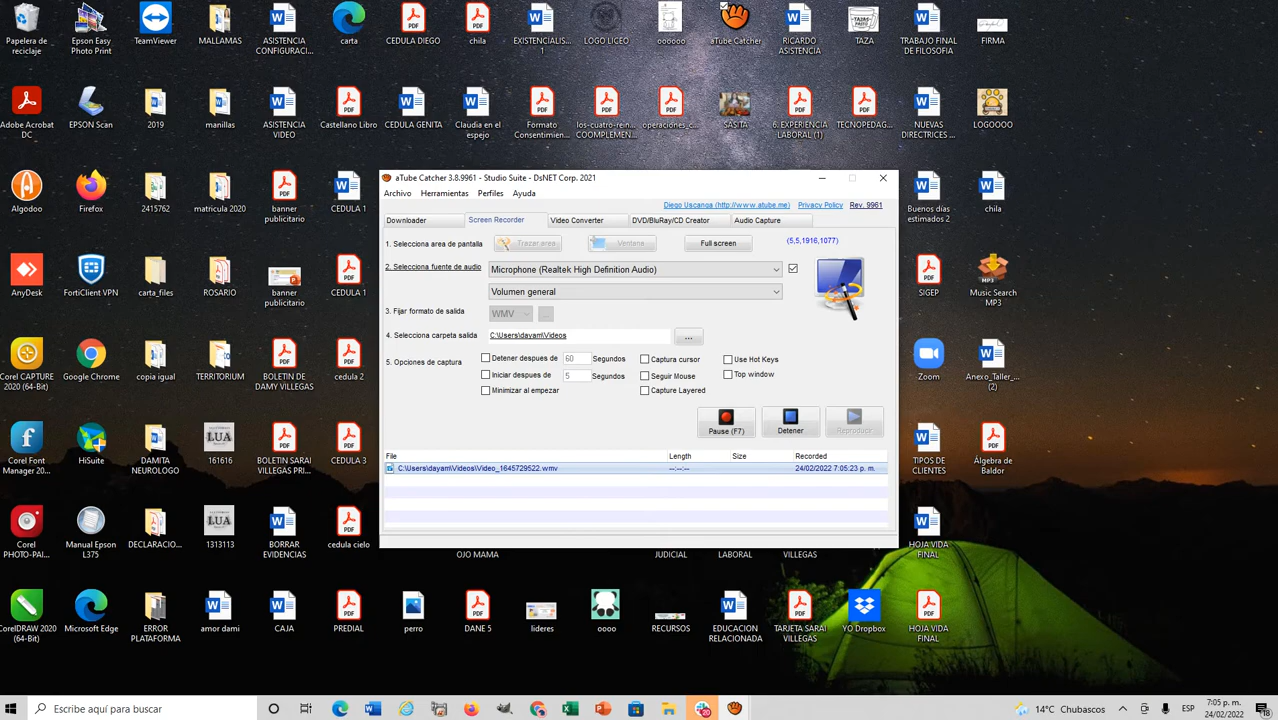 Papelera de reciclaje
Epson Easy Photo Print
TeamViewer
MALLAMAS
ASISTENCIA CONFIGURACI...
carta
CEDULA DIEGO
chila
EXISTENCIALIS... 1
LOGO LICEO
oooooo
aTube Catcher
RICARDO ASISTENCIA
TAZA
TRABAJO FINAL DE FILOSOFIA
FIRMA
Adobe Acrobat DC
EPSON Scan
2019
manillas
ASISTENCIA VIDEO
Castellano Libro
CEDULA GENITA
Claudia en el espejo
Formato Consentimien...
los-cuatro-rein... COOMPLEMEN...
operaciones_c...
SASITA
6. EXPERIENCIA LABORAL (1)
TECNOPEDAG...
NUEVAS DIRECTRICES ...
LOGOOOO
Algodoo
Firefox
2415762
matricula 2020
banner publicitario
CEDULA 1
Buenos días estimados 2
chila
AnyDesk
FortiClient VPN
carta_files
ROSARIO
banner publicitario
CEDULA 1
SIGEP
Music Search MP3
Corel CAPTURE 2020 (64-Bit)
Google Chrome
copia igual
TERRITORIUM
BOLETIN DE DAMY VILLEGAS
cedula 2
Zoom
Anexo_Taller_... (2)
Corel Font Manager 20...
HiSuite
DAMITA NEUROLOGO
LUA
161616
BOLETIN SARAI VILLEGAS PRI...
CEDULA 3
TIPOS DE CLIENTES
Álgebra de Baldor
Corel PHOTO-PAI...
Manual Epson L375
DECLARACIO...
LUA
1313113
BORRAR EVIDENCIAS
cedula cielo
OJO MAMA
JUDICIAL
LABORAL
VILLEGAS
HOJA VIDA FINAL
CorelDRAW 2020 (64-Bit)
Microsoft Edge
ERROR PLATAFORMA
amor dami
CAJA
PREDIAL
perro
DANE 5
lideres
oooo
RECURSOS
EDUCACION RELACIONADA
TARJETA SARAI VILLEGAS
YO Dropbox
HOJA VIDA FINAL
aTube Catcher 3.8.9961 - Studio Suite - DsNET Corp. 2021
Archivo Herramientas Perfiles Ayuda
Diego Uscanga (http://www.atube.me) Privacy Policy Rev. 9961
Downloader Screen Recorder Video Converter DVD/BluRay/CD Creator Audio Capture
1. Selecciona area de pantalla Trazar area Ventana Full screen (5,5,1916,1077)
2. Selecciona fuente de audio Microphone (Realtek High Definition Audio)
Volumen general
3. Fijar formato de salida WMV ...
4. Selecciona carpeta salida C:\Users\dayam\Videos ...
5. Opciones de captura Detener despues de 60 Segundos Captura cursor Use Hot Keys
Iniciar despues de 5 Segundos Seguir Mouse Top window
Minimizar al empezar Capture Layered
Pause (F7) Detener Reproducir
File Length Size Recorded
C:\Users\dayam\Videos\Video_1645729522.wmv --:--:-- 24/02/2022 7:05:23 p. m.
Escribe aquí para buscar
20
14°C Chubascos
ESP
7:05 p. m.
24/02/2022
18